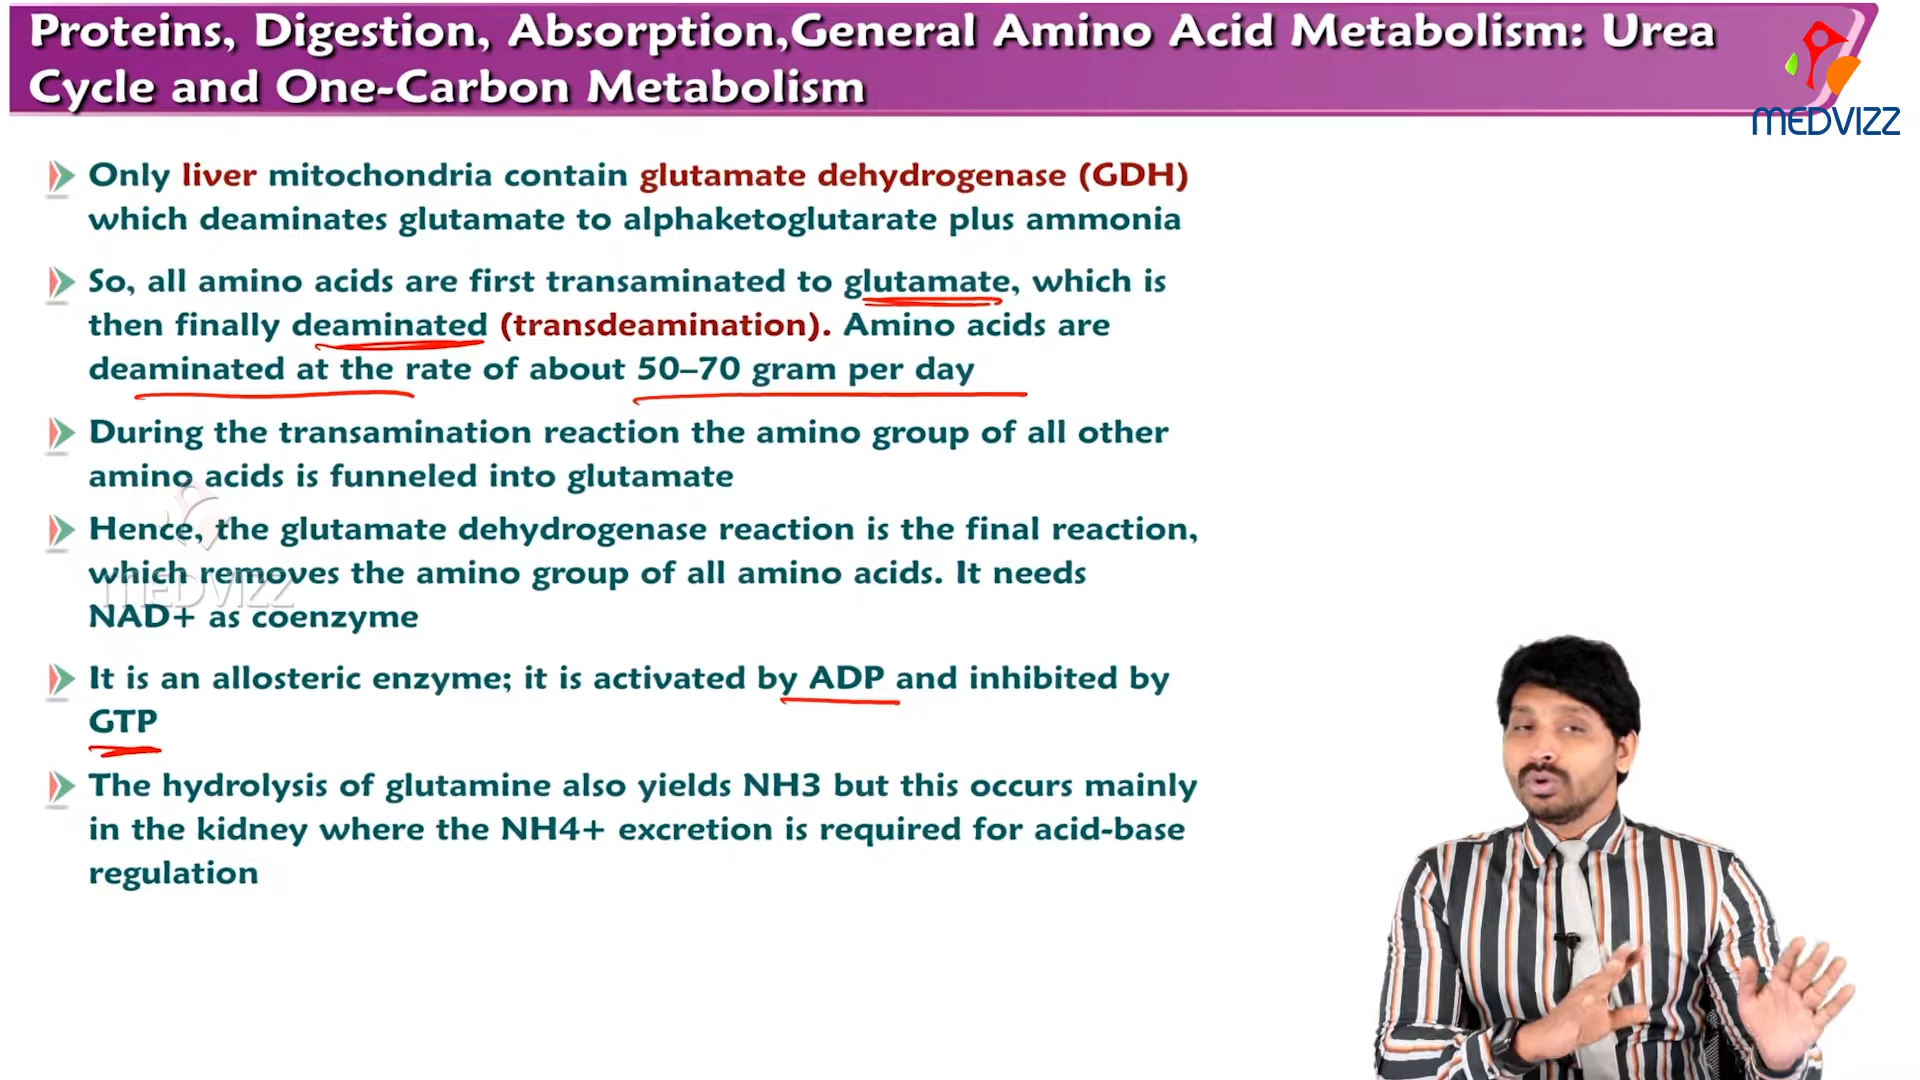 Proteins, Digestion, Absorption,General Amino Acid Metabolism: Urea
Cycle and One-Carbon Metabolism
MEDVIZZ
Only liver mitochondria contain glutamate dehydrogenase (GDH)
which deaminates glutamate to alphaketoglutarate plus ammonia
So, all amino acids are first transaminated to glutamate, which is
then finally deaminated (transdeamination). Amino acids are
deaminated at the rate of about 50–70 gram per day
During the transamination reaction the amino group of all other
amino acids is funneled into glutamate
Hence, the glutamate dehydrogenase reaction is the final reaction,
which removes the amino group of all amino acids. It needs
NAD+ as coenzyme
MEDVIZZ
It is an allosteric enzyme; it is activated by ADP and inhibited by
GTP
The hydrolysis of glutamine also yields NH3 but this occurs mainly
in the kidney where the NH4+ excretion is required for acid-base
regulation